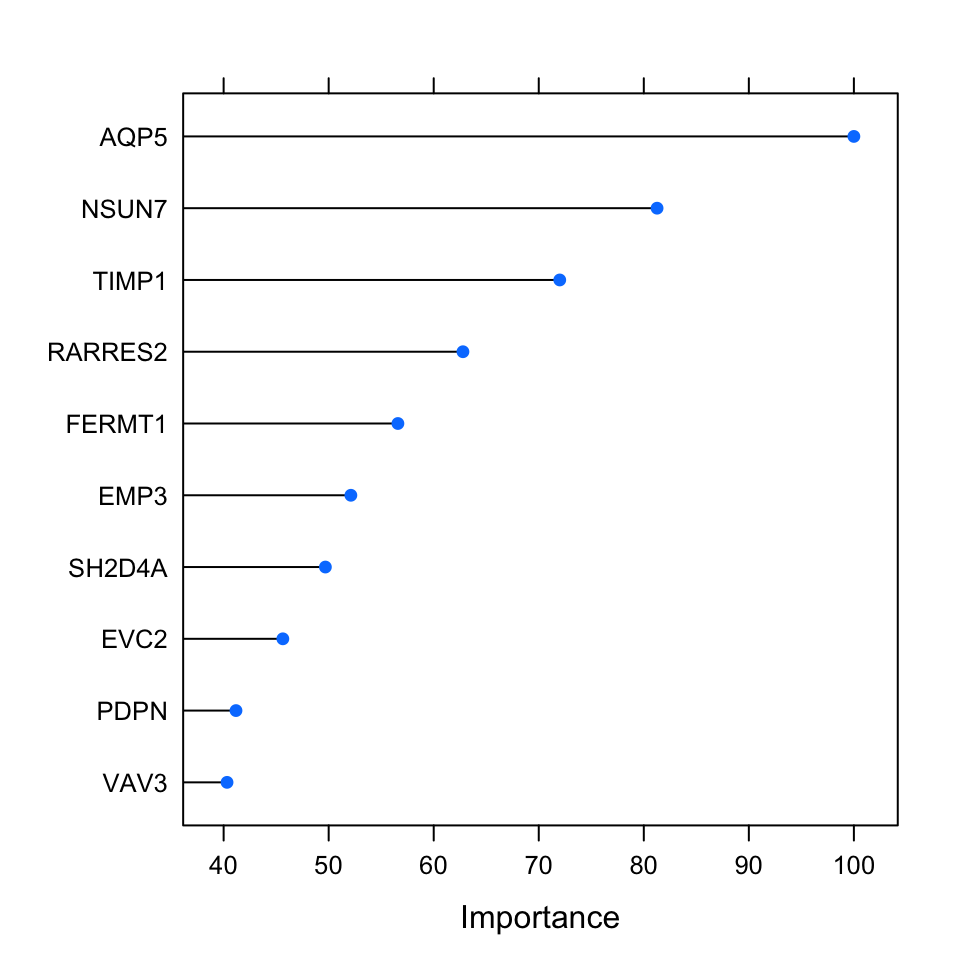 AQP5
NSUN7
TIMP1
RARRES2
FERMT1
EMP3
SH2D4A
EVC2
PDPN
VAV3
40 50 60 70 80 90 100
Importance